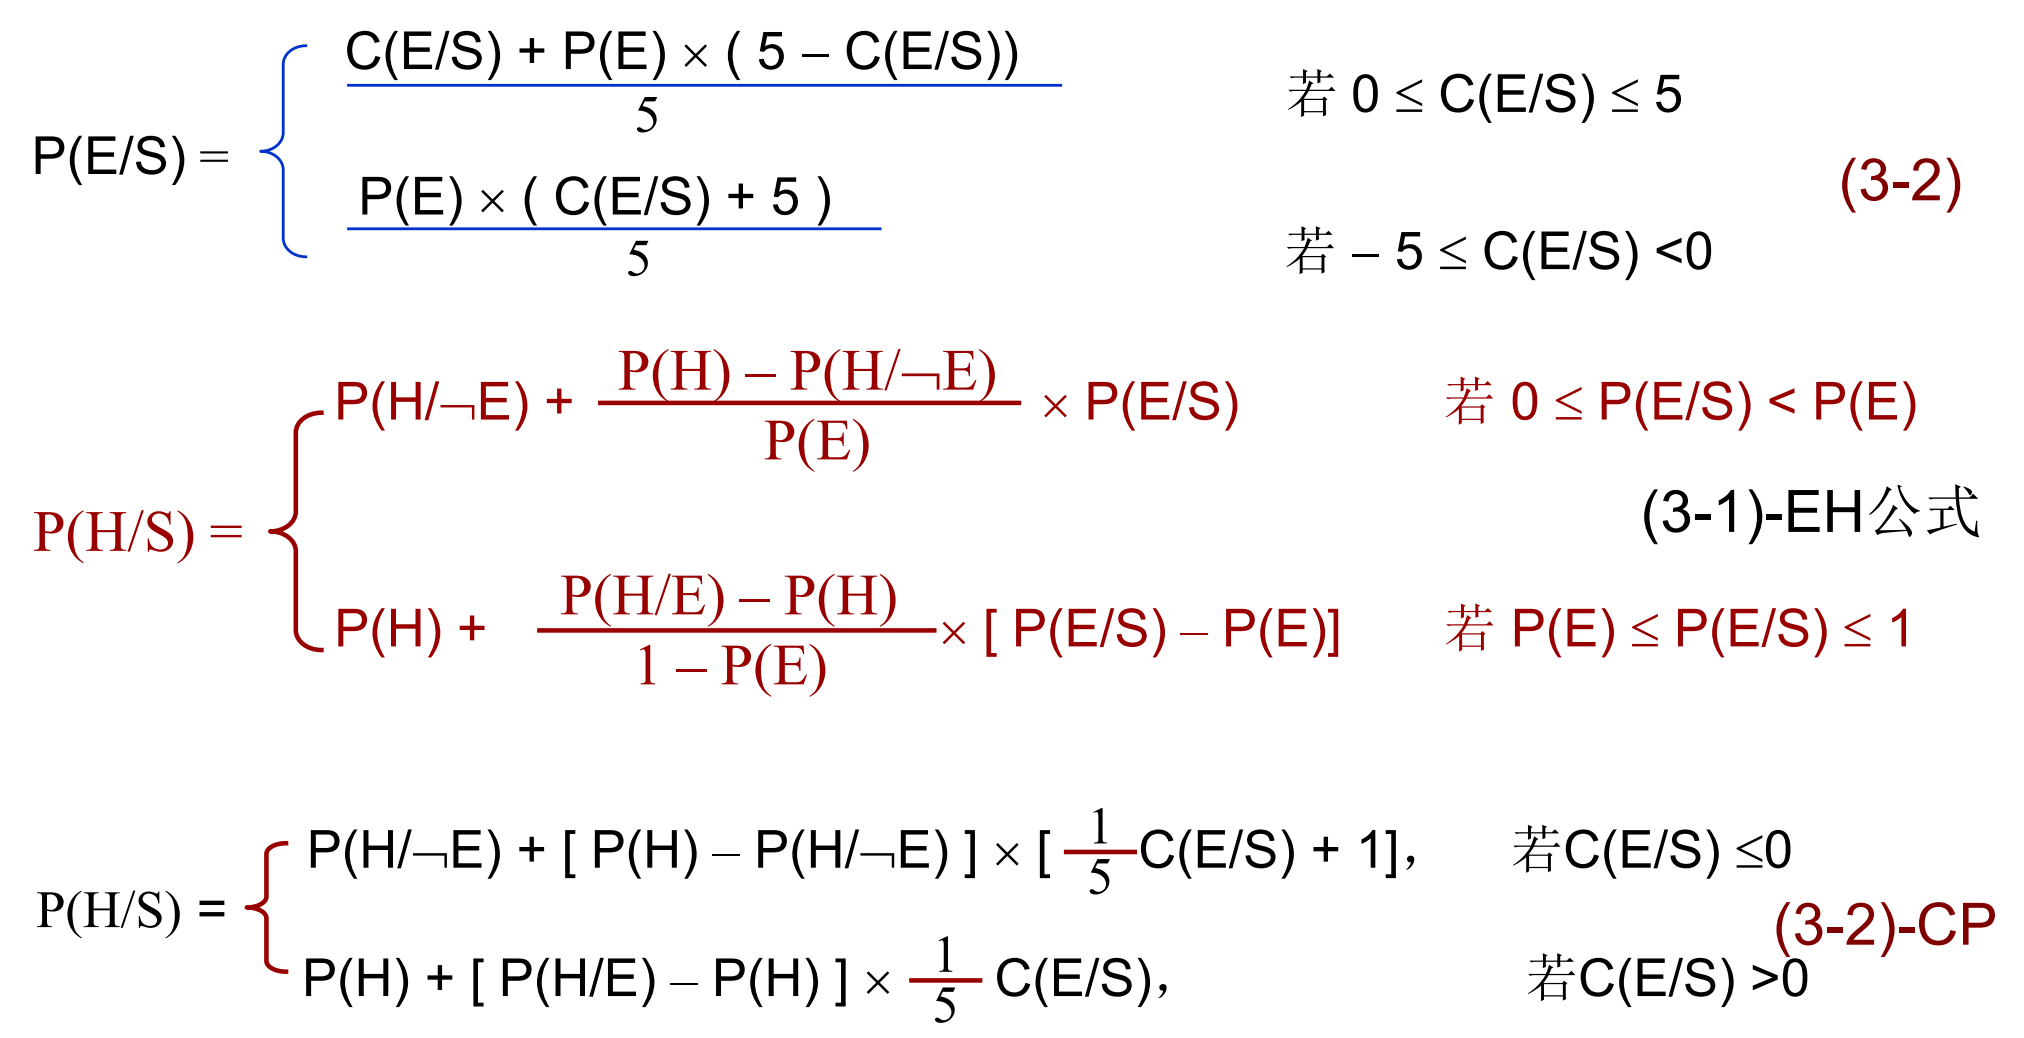 C(E/S) + P(E) × ( 5 – C(E/S))
5
若 0 ≤ C(E/S) ≤ 5
P(E/S) =
(3-2)
P(E) × ( C(E/S) + 5 )
5
若 – 5 ≤ C(E/S) <0
P(H/¬E) + P(H) – P(H/¬E) × P(E/S) 若 0 ≤ P(E/S) < P(E)
P(E)
P(H/S) =
(3-1)-EH公式
P(H) + P(H/E) – P(H) × [ P(E/S) – P(E)] 若 P(E) ≤ P(E/S) ≤ 1
1 – P(E)
P(H/¬E) + [ P(H) – P(H/¬E) ] × [ 1/5 C(E/S) + 1], 若C(E/S) ≤0
P(H/S) =
(3-2)-CP
P(H) + [ P(H/E) – P(H) ] × 1/5 C(E/S), 若C(E/S) >0